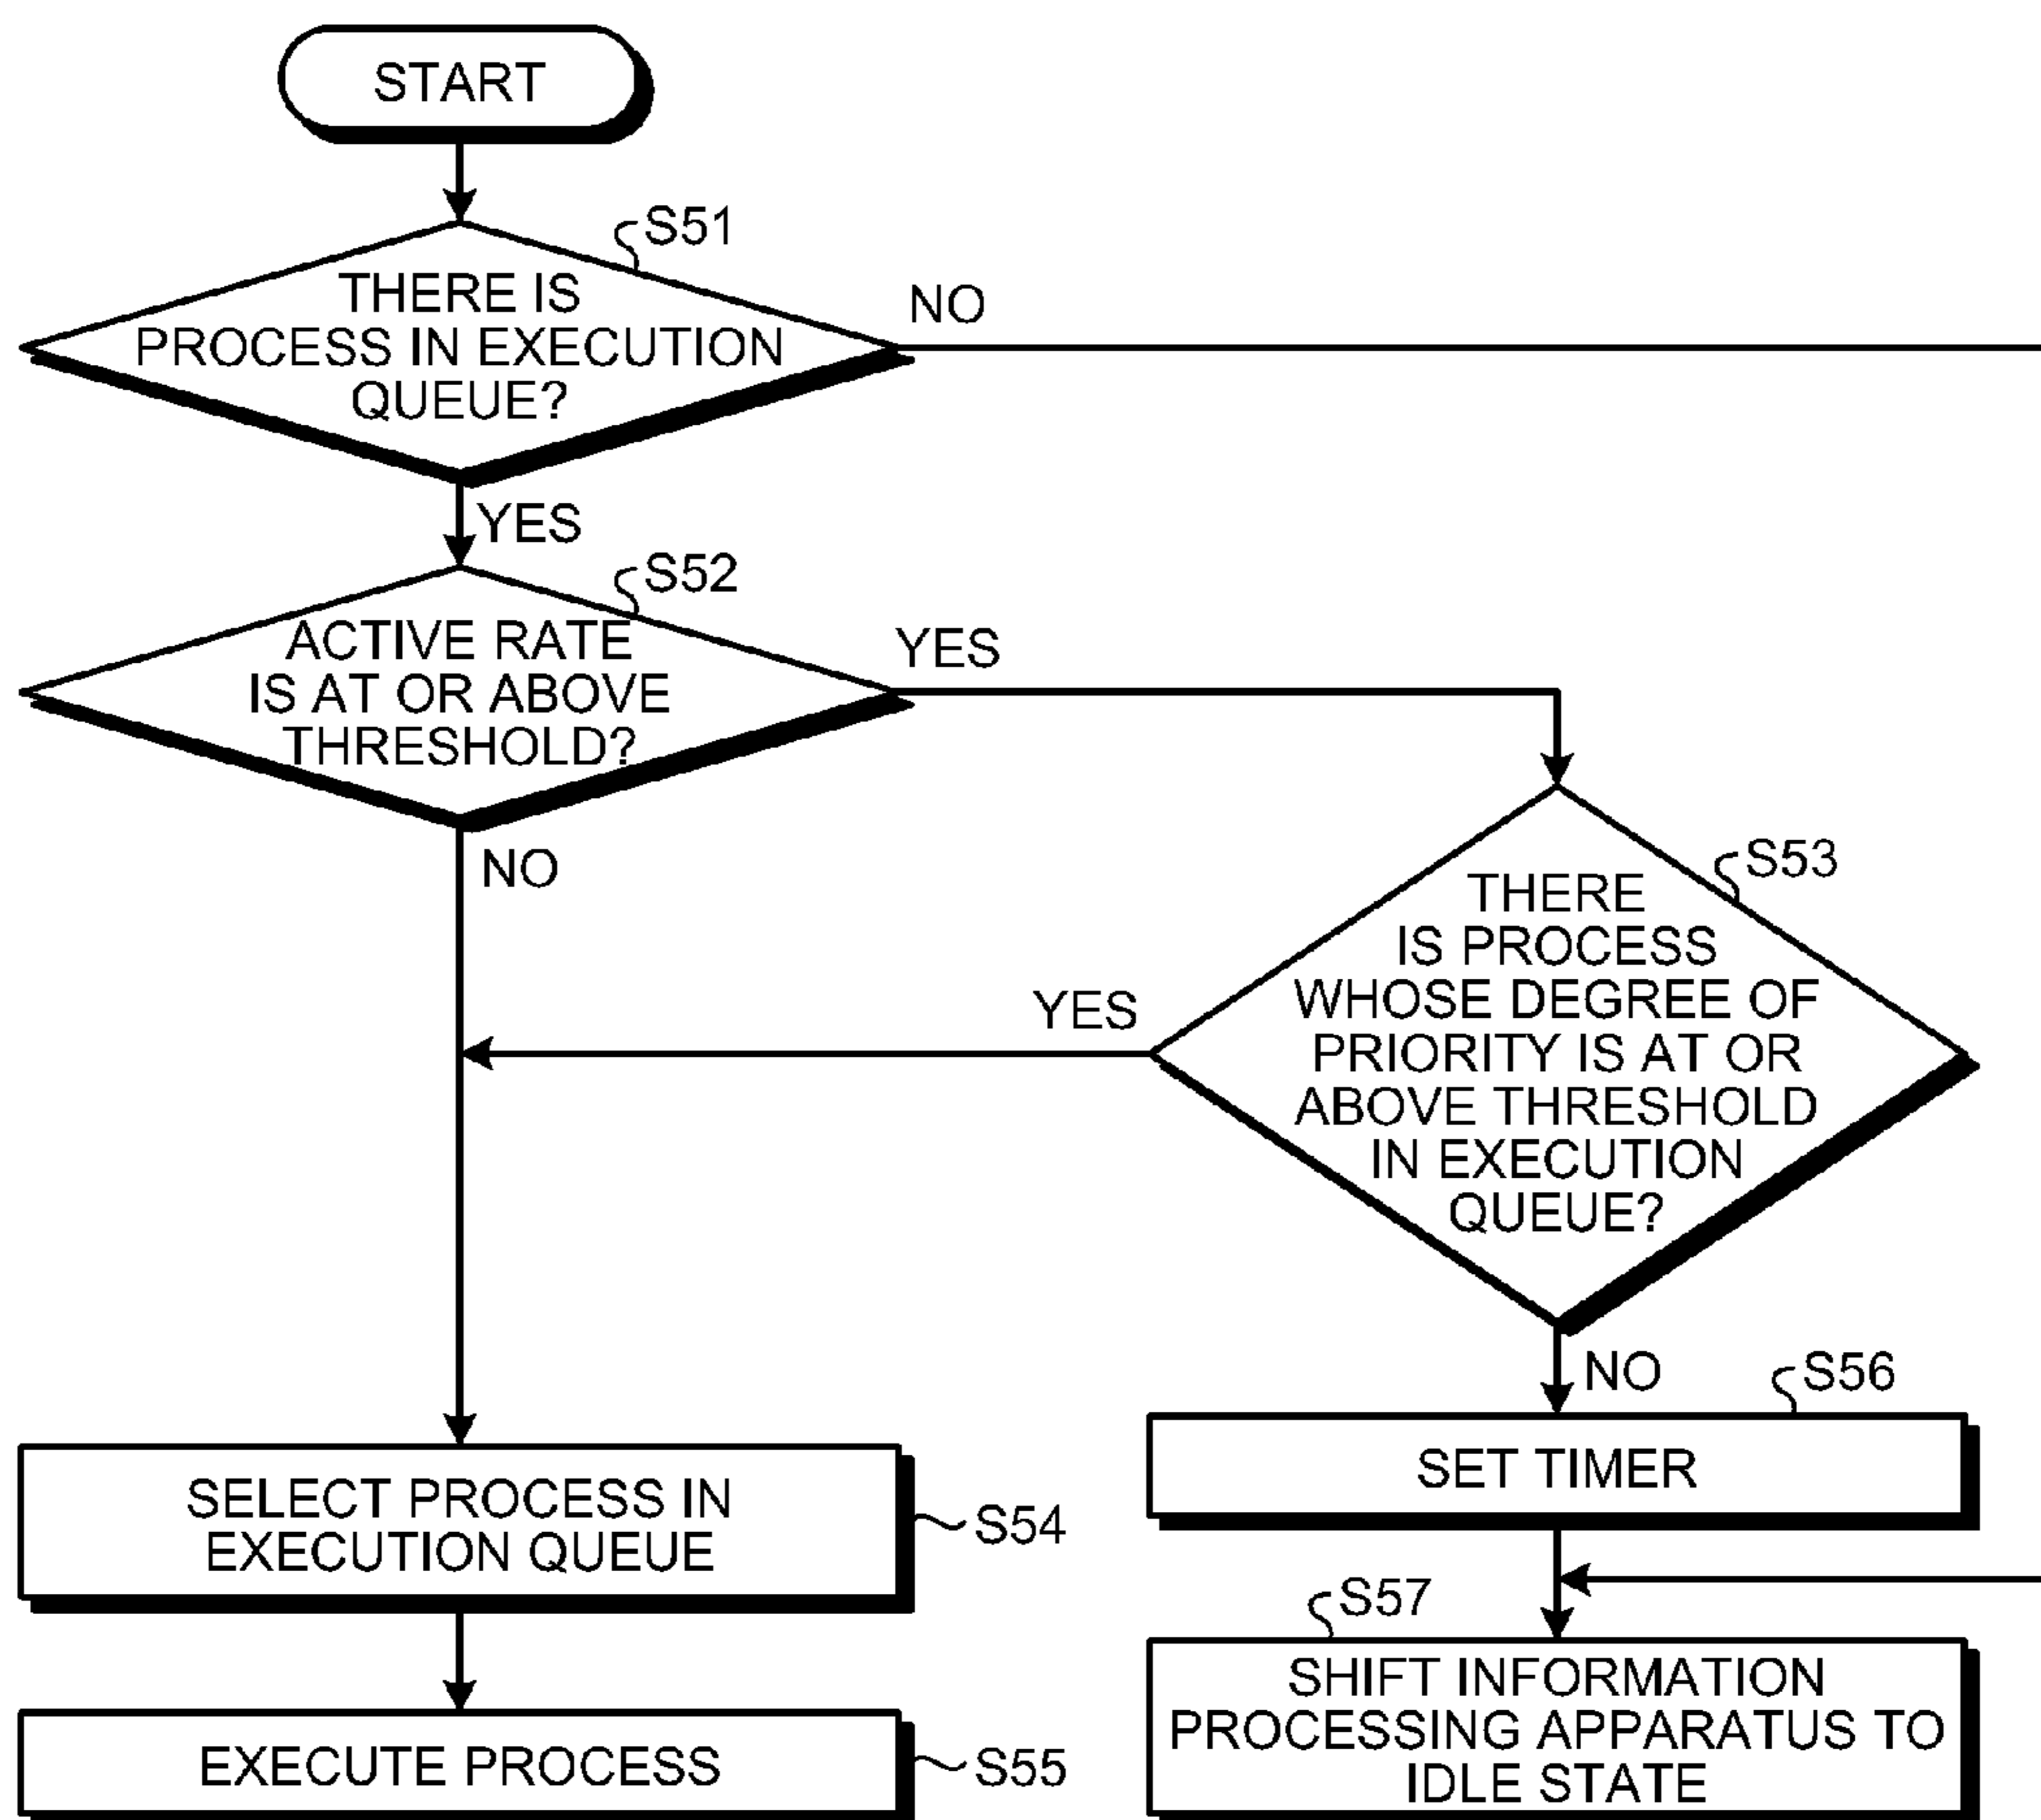 START
S51
THERE IS
PROCESS IN EXECUTION
QUEUE?
NO
YES
S52
ACTIVE RATE
IS AT OR ABOVE
THRESHOLD?
YES
NO
S53
THERE
IS PROCESS
WHOSE DEGREE OF
PRIORITY IS AT OR
ABOVE THRESHOLD
IN EXECUTION
QUEUE?
YES
NO
S56
SET TIMER
SELECT PROCESS IN
EXECUTION QUEUE
S54
S57
SHIFT INFORMATION
PROCESSING APPARATUS TO
IDLE STATE
EXECUTE PROCESS
S55